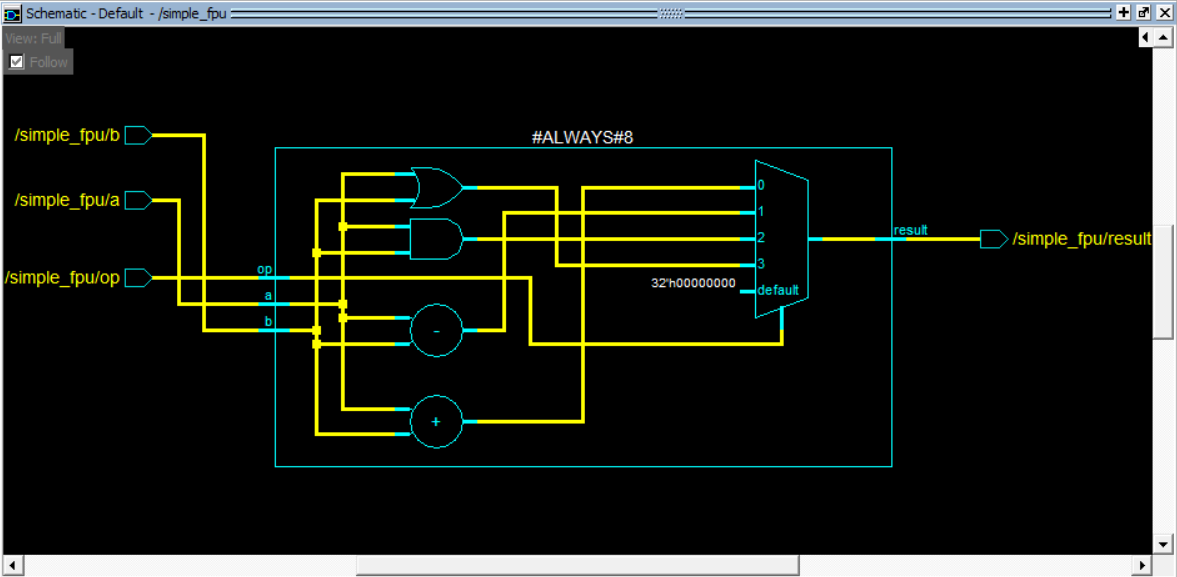 Schematic - Default - /simple_fpu
View: Full
Follow
#ALWAYS#8
/simple_fpu/b
/simple_fpu/a
/simple_fpu/op
op
a
b
-
+
0
1
2
3
32'h00000000
default
result
/simple_fpu/result